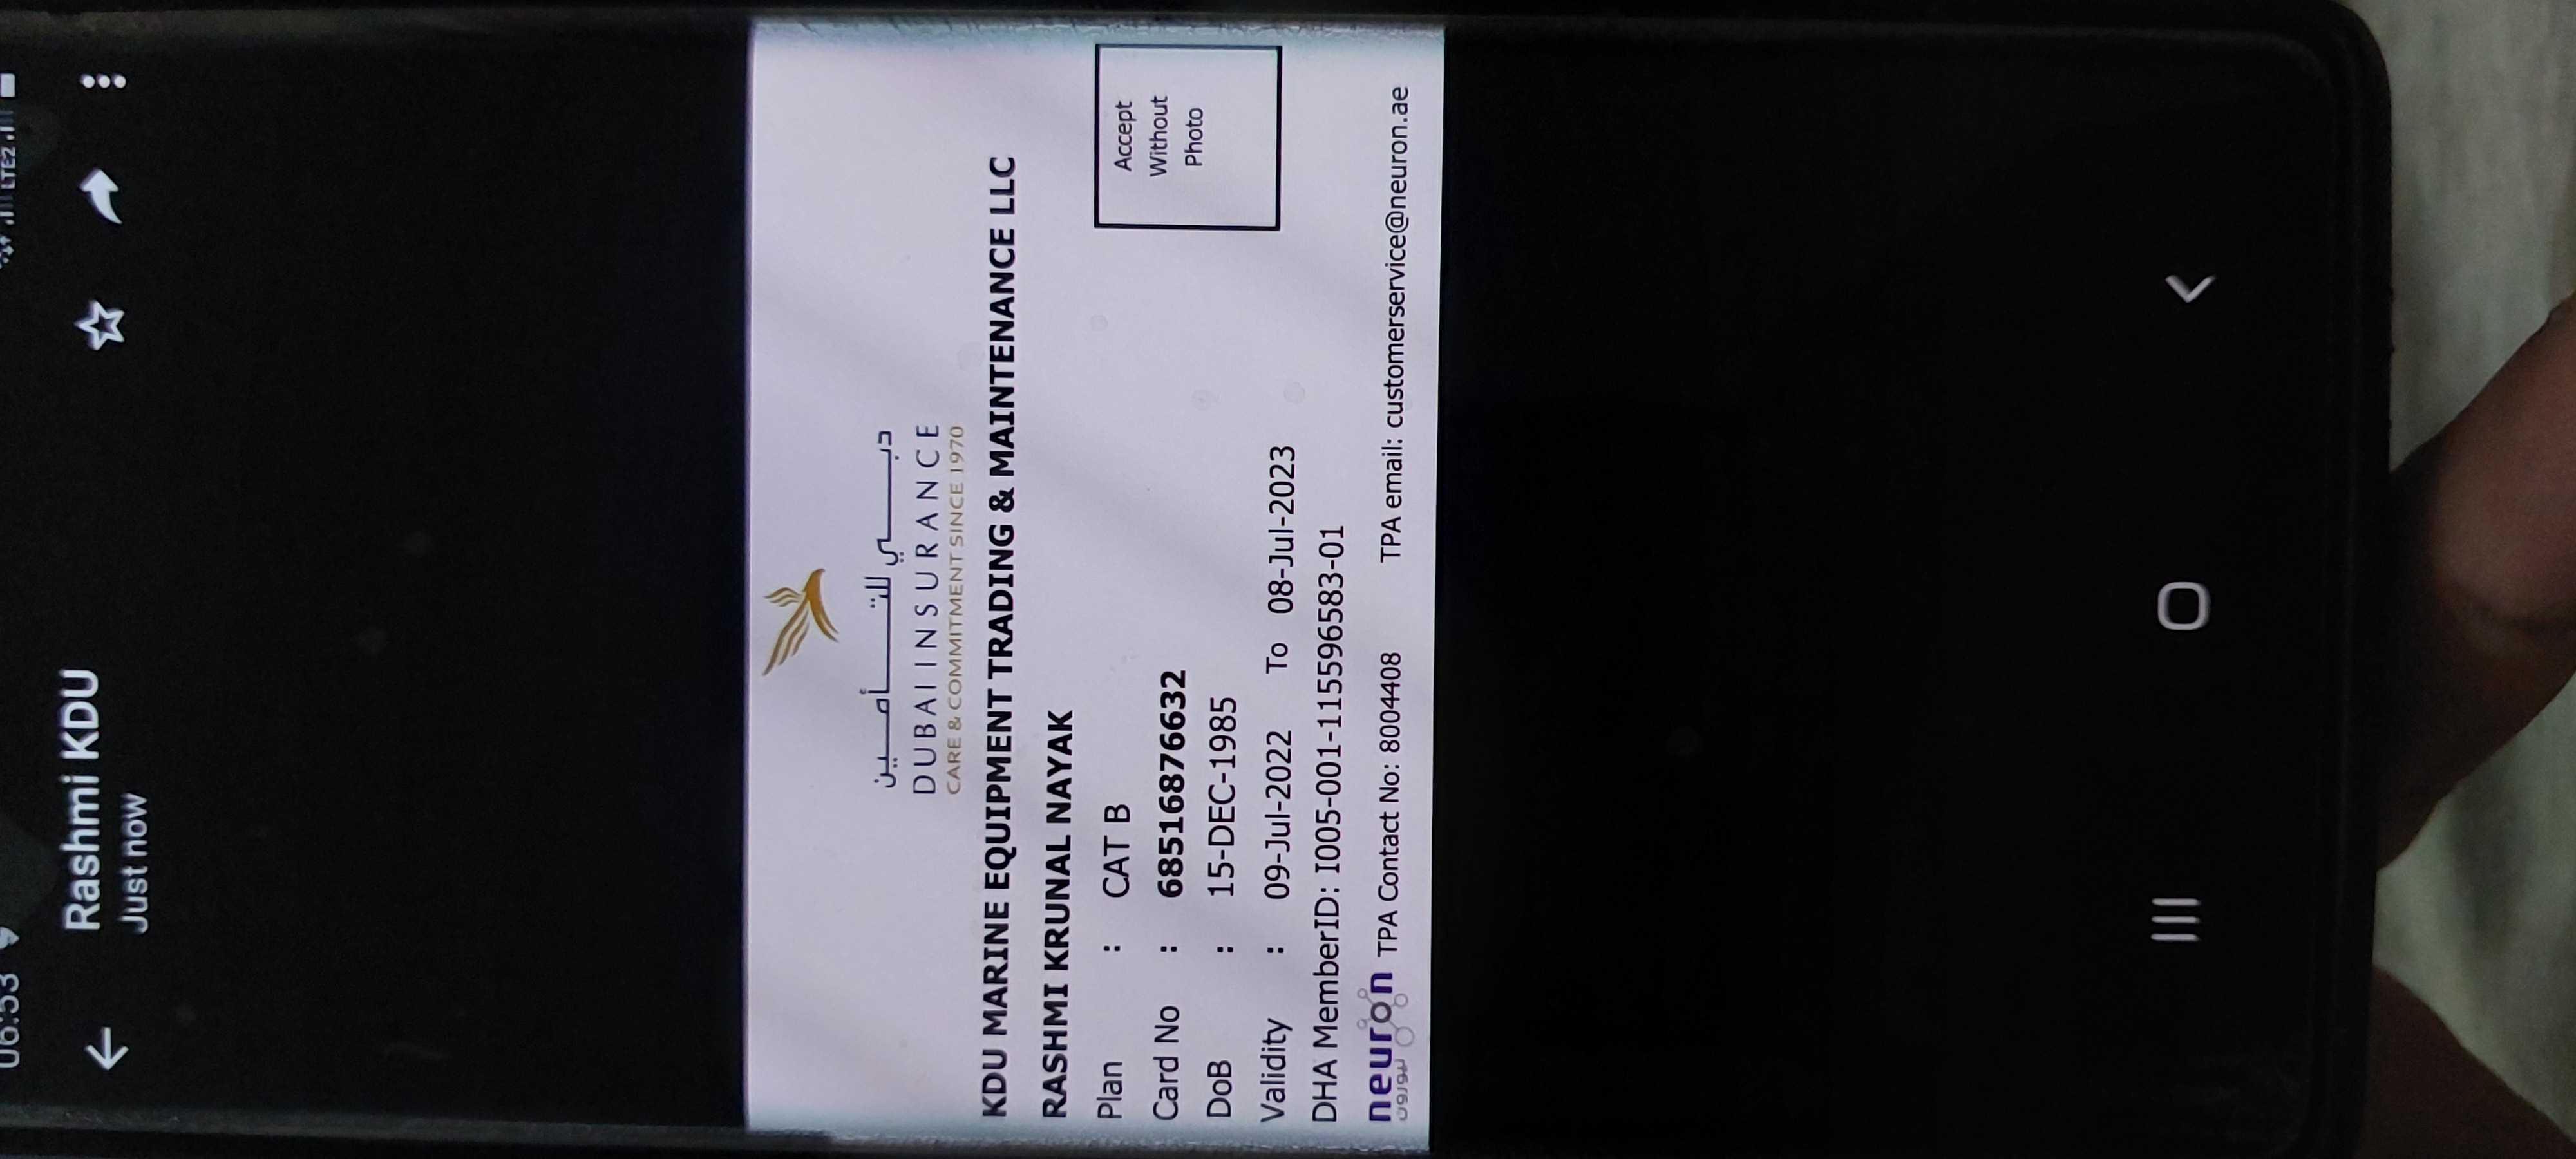 06:53
LTE2
Rashmi KDU
Just now
دبي للتأمين
DUBAI INSURANCE
CARE & COMMITMENT SINCE 1970
KDU MARINE EQUIPMENT TRADING & MAINTENANCE LLC
RASHMI KRUNAL NAYAK
Plan : CAT B
Accept
Without
Photo
Card No : 68516876632
DoB : 15-DEC-1985
Validity : 09-Jul-2022 To 08-Jul-2023
DHA MemberID: I005-001-115596583-01
neuron
نيورون
TPA Contact No: 8004408 TPA email: customerservice@neuron.ae